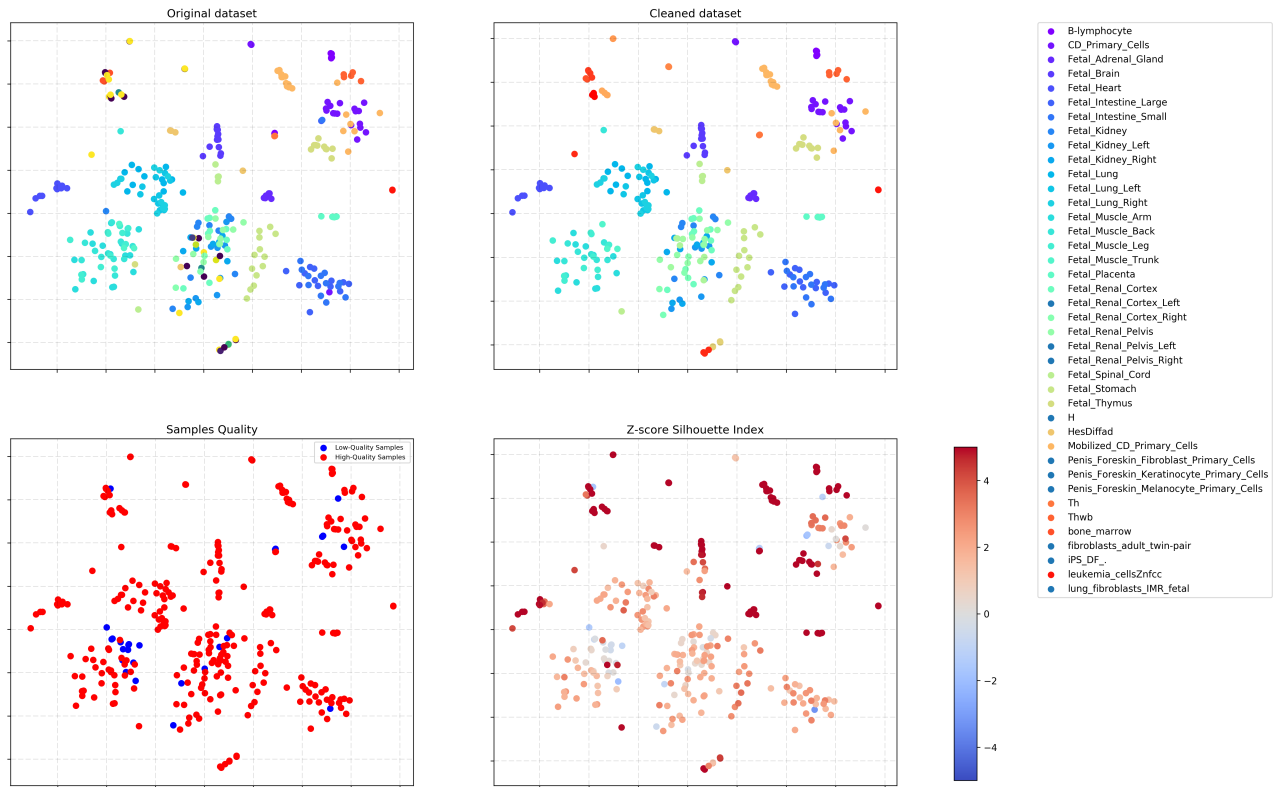 Original dataset
Cleaned dataset
B-lymphocyte
CD_Primary_Cells
Fetal_Adrenal_Gland
Fetal_Brain
Fetal_Heart
Fetal_Intestine_Large
Fetal_Intestine_Small
Fetal_Kidney
Fetal_Kidney_Left
Fetal_Kidney_Right
Fetal_Lung
Fetal_Lung_Left
Fetal_Lung_Right
Fetal_Muscle_Arm
Fetal_Muscle_Back
Fetal_Muscle_Leg
Fetal_Muscle_Trunk
Fetal_Placenta
Fetal_Renal_Cortex
Fetal_Renal_Cortex_Left
Fetal_Renal_Cortex_Right
Fetal_Renal_Pelvis
Fetal_Renal_Pelvis_Left
Fetal_Renal_Pelvis_Right
Fetal_Spinal_Cord
Fetal_Stomach
Fetal_Thymus
H
HesDiffad
Mobilized_CD_Primary_Cells
Penis_Foreskin_Fibroblast_Primary_Cells
Penis_Foreskin_Keratinocyte_Primary_Cells
Penis_Foreskin_Melanocyte_Primary_Cells
Th
Thwb
bone_marrow
fibroblasts_adult_twin-pair
iPS_DF_.
leukemia_cellsZnfcc
lung_fibroblasts_IMR_fetal
Samples Quality
Low-Quality Samples
High-Quality Samples
Z-score Silhouette Index
4
2
0
−2
−4